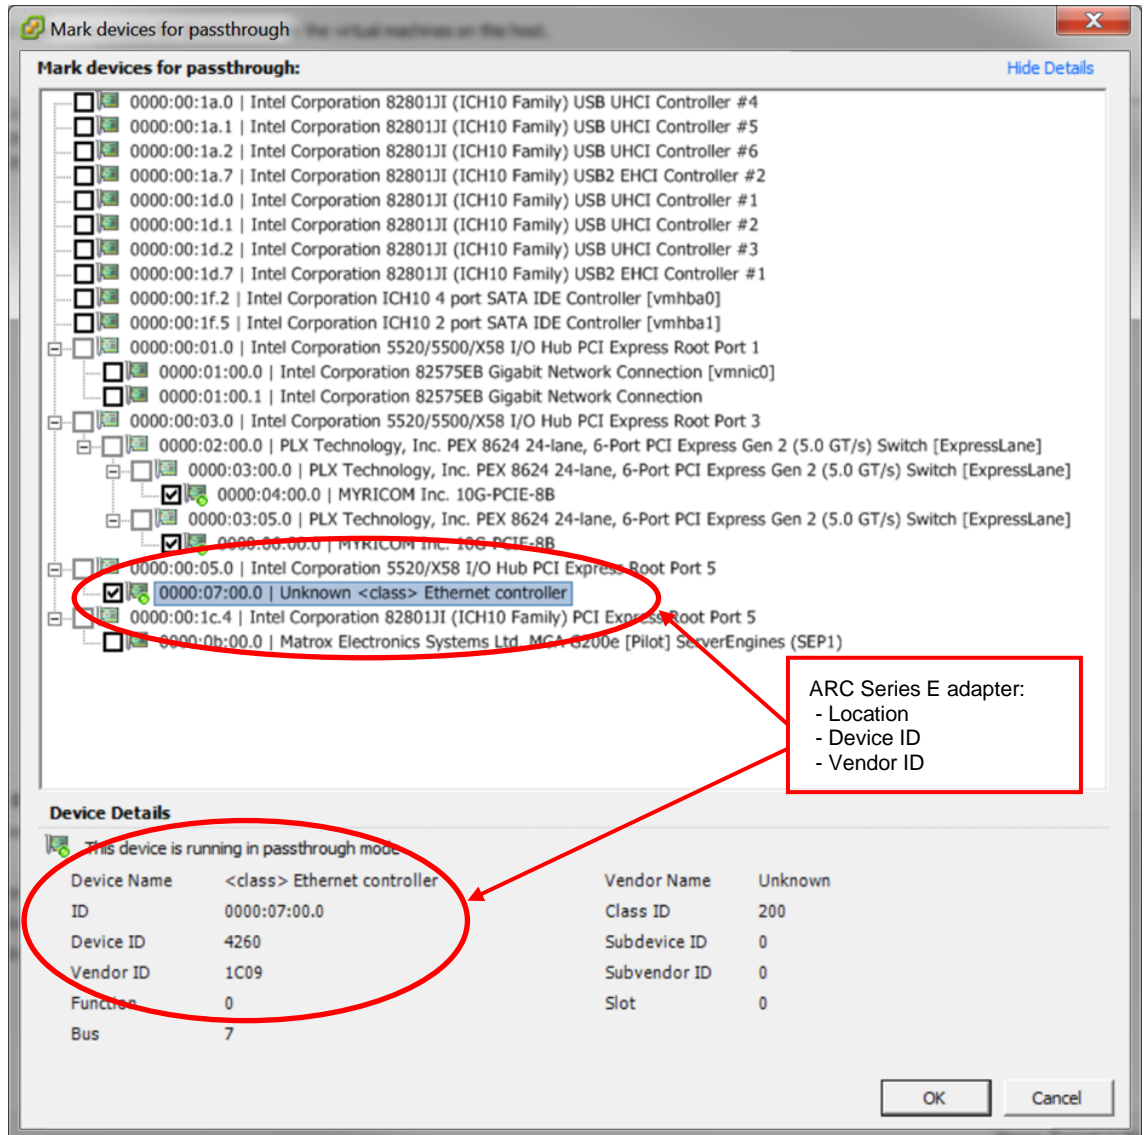 Mark devices for passthrough
Mark devices for passthrough: Hide Details
0000:00:1a.0 | Intel Corporation 82801JI (ICH10 Family) USB UHCI Controller #4
0000:00:1a.1 | Intel Corporation 82801JI (ICH10 Family) USB UHCI Controller #5
0000:00:1a.2 | Intel Corporation 82801JI (ICH10 Family) USB UHCI Controller #6
0000:00:1a.7 | Intel Corporation 82801JI (ICH10 Family) USB2 EHCI Controller #2
0000:00:1d.0 | Intel Corporation 82801JI (ICH10 Family) USB UHCI Controller #1
0000:00:1d.1 | Intel Corporation 82801JI (ICH10 Family) USB UHCI Controller #2
0000:00:1d.2 | Intel Corporation 82801JI (ICH10 Family) USB UHCI Controller #3
0000:00:1d.7 | Intel Corporation 82801JI (ICH10 Family) USB2 EHCI Controller #1
0000:00:1f.2 | Intel Corporation ICH10 4 port SATA IDE Controller [vmhba0]
0000:00:1f.5 | Intel Corporation ICH10 2 port SATA IDE Controller [vmhba1]
0000:00:01.0 | Intel Corporation 5520/5500/X58 I/O Hub PCI Express Root Port 1
0000:01:00.0 | Intel Corporation 82575EB Gigabit Network Connection [vmnic0]
0000:01:00.1 | Intel Corporation 82575EB Gigabit Network Connection
0000:00:03.0 | Intel Corporation 5520/5500/X58 I/O Hub PCI Express Root Port 3
0000:02:00.0 | PLX Technology, Inc. PEX 8624 24-lane, 6-Port PCI Express Gen 2 (5.0 GT/s) Switch [ExpressLane]
0000:03:00.0 | PLX Technology, Inc. PEX 8624 24-lane, 6-Port PCI Express Gen 2 (5.0 GT/s) Switch [ExpressLane]
0000:04:00.0 | MYRICOM Inc. 10G-PCIE-8B
0000:03:05.0 | PLX Technology, Inc. PEX 8624 24-lane, 6-Port PCI Express Gen 2 (5.0 GT/s) Switch [ExpressLane]
0000:06:00.0 | MYRICOM Inc. 10G-PCIE-8B
0000:00:05.0 | Intel Corporation 5520/X58 I/O Hub PCI Express Root Port 5
0000:07:00.0 | Unknown <class> Ethernet controller
0000:00:1c.4 | Intel Corporation 82801JI (ICH10 Family) PCI Express Root Port 5
0000:0b:00.0 | Matrox Electronics Systems Ltd. MGA G200e [Pilot] ServerEngines (SEP1)
ARC Series E adapter:
- Location
- Device ID
- Vendor ID
Device Details
This device is running in passthrough mode
Device Name <class> Ethernet controller Vendor Name Unknown
ID 0000:07:00.0 Class ID 200
Device ID 4260 Subdevice ID 0
Vendor ID 1C09 Subvendor ID 0
Function 0 Slot 0
Bus 7
OK Cancel